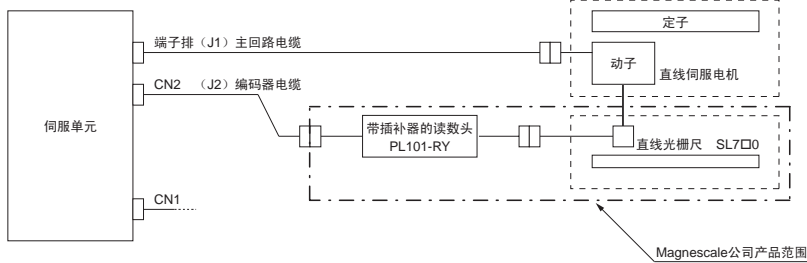 定子
端子排（J1）主回路电缆
动子
直线伺服电机
CN2 （J2）编码器电缆
伺服单元
带插补器的读数头
PL101-RY
直线光栅尺 SL7□0
CN1
Magnescale公司产品范围